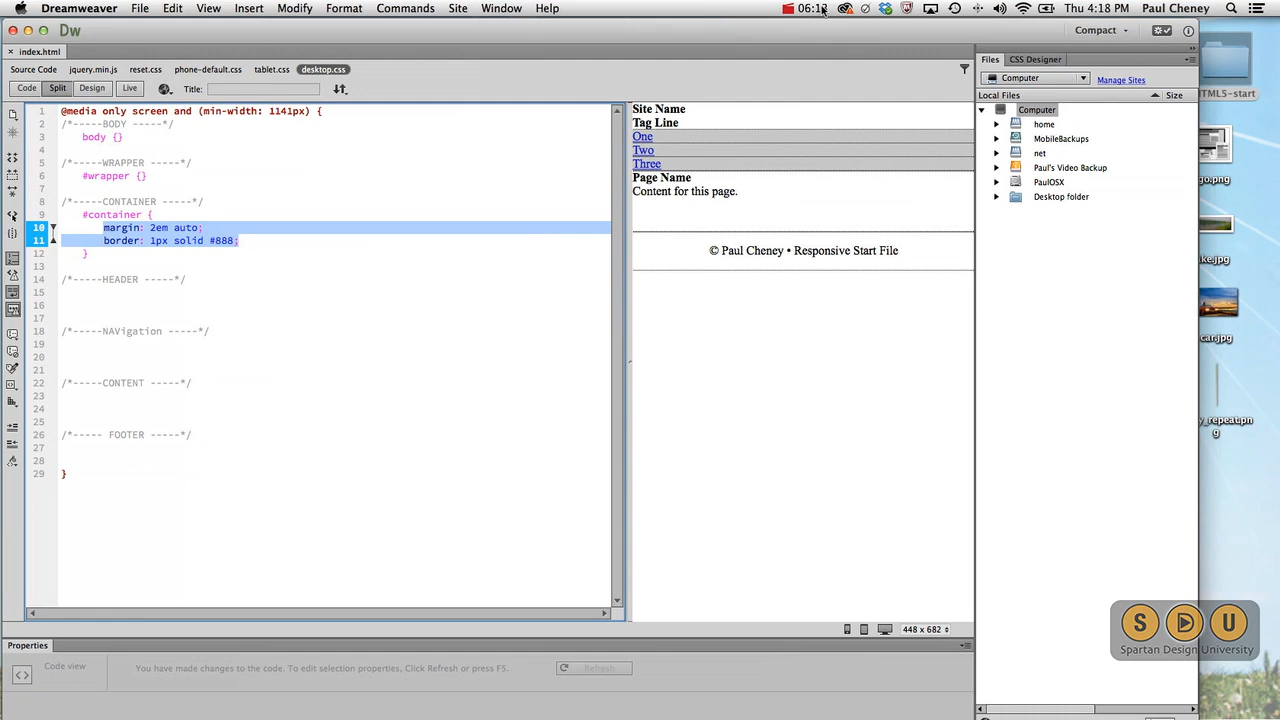 Dreamweaver File Edit View Insert Modify Format Commands Site Window Help Thu 4:18 PM Paul Cheney
Dw Compact
index.html
Source Code jquery.min.js reset.css phone-default.css tablet.css desktop.css
Code Split Design Live Title:
1 @media only screen and (min-width: 1141px) {
2 /*-----BODY -----*/
3 body {}
4
5 /*-----WRAPPER -----*/
6 #wrapper {}
7
8 /*-----CONTAINER -----*/
9 #container {
10 margin: 2em auto;
11 border: 1px solid #888;
12 }
13
14 /*-----HEADER -----*/
15
16
17
18 /*-----NAVigation -----*/
19
20
21
22 /*-----CONTENT -----*/
23
24
25
26 /*----- FOOTER -----*/
27
28
29 }
Site Name
Tag Line
One
Two
Three
Page Name
Content for this page.
© Paul Cheney • Responsive Start File
448 x 682
Files CSS Designer
Computer Manage Sites
Local Files Size
Computer
home
MobileBackups
net
Paul's Video Backup
PaulOSX
Desktop folder
HTML5-start
car.jpg
Properties
Code view You have made changes to the code. To edit selection properties, Click Refresh or press F5. Refresh
S D U
Spartan Design University